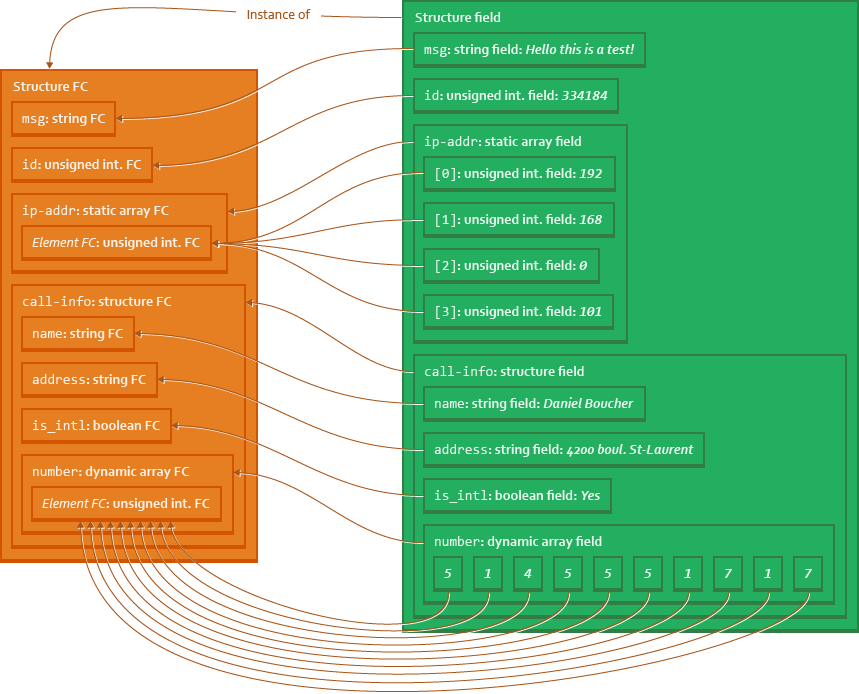 Instance of
Structure FC
msg: string FC
id: unsigned int. FC
ip-addr: static array FC
Element FC: unsigned int. FC
call-info: structure FC
name: string FC
address: string FC
is_intl: boolean FC
number: dynamic array FC
Element FC: unsigned int. FC
Structure field
msg: string field: Hello this is a test!
id: unsigned int. field: 334184
ip-addr: static array field
[0]: unsigned int. field: 192
[1]: unsigned int. field: 168
[2]: unsigned int. field: 0
[3]: unsigned int. field: 101
call-info: structure field
name: string field: Daniel Boucher
address: string field: 4200 boul. St-Laurent
is_intl: boolean field: Yes
number: dynamic array field
5 1 4 5 5 5 1 7 1 7